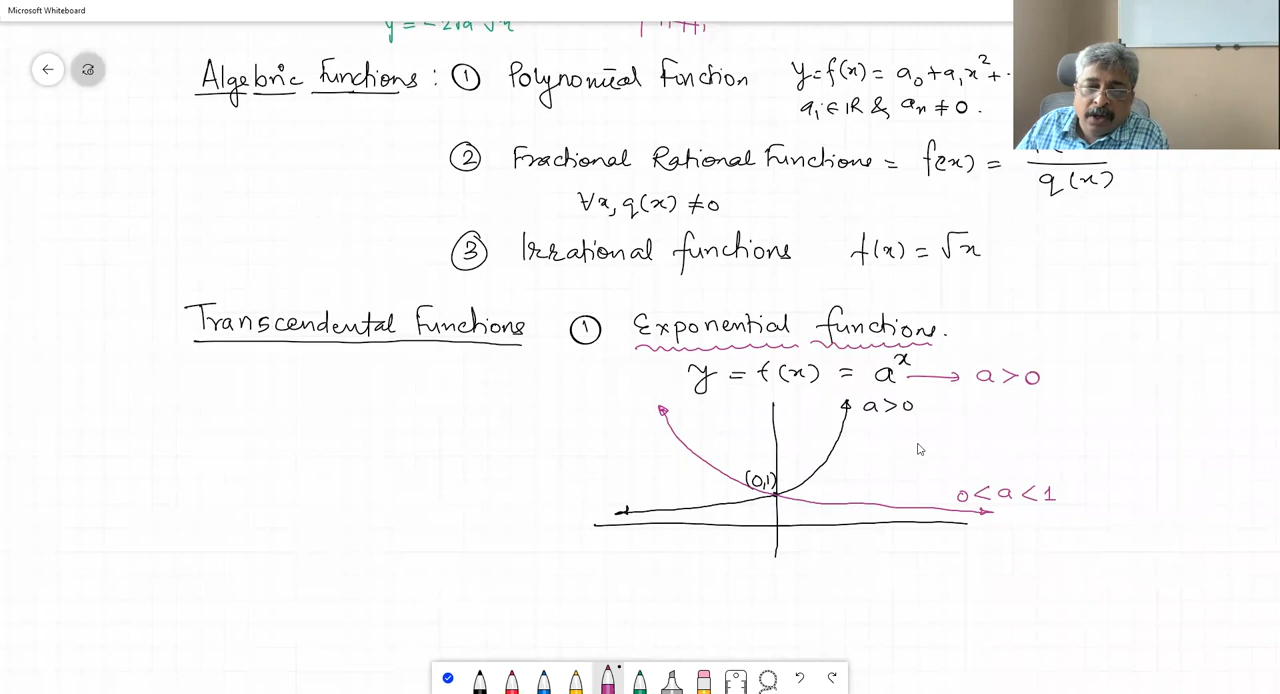 Microsoft Whiteboard
Algebric Functions : ① Polynomial Function y = f(x) = a₀ + a₁x² + .
aᵢ ∈ ℝ & aₙ ≠ 0 .
② Fractional Rational Functions = f(x) =
q(x)
∀x, q(x) ≠ 0
③ Irrational functions f(x) = √x
Transcendental Functions ① Exponential functions.
y = f(x) = aˣ → a > 0
a > 0
(0,1)
0 < a < 1